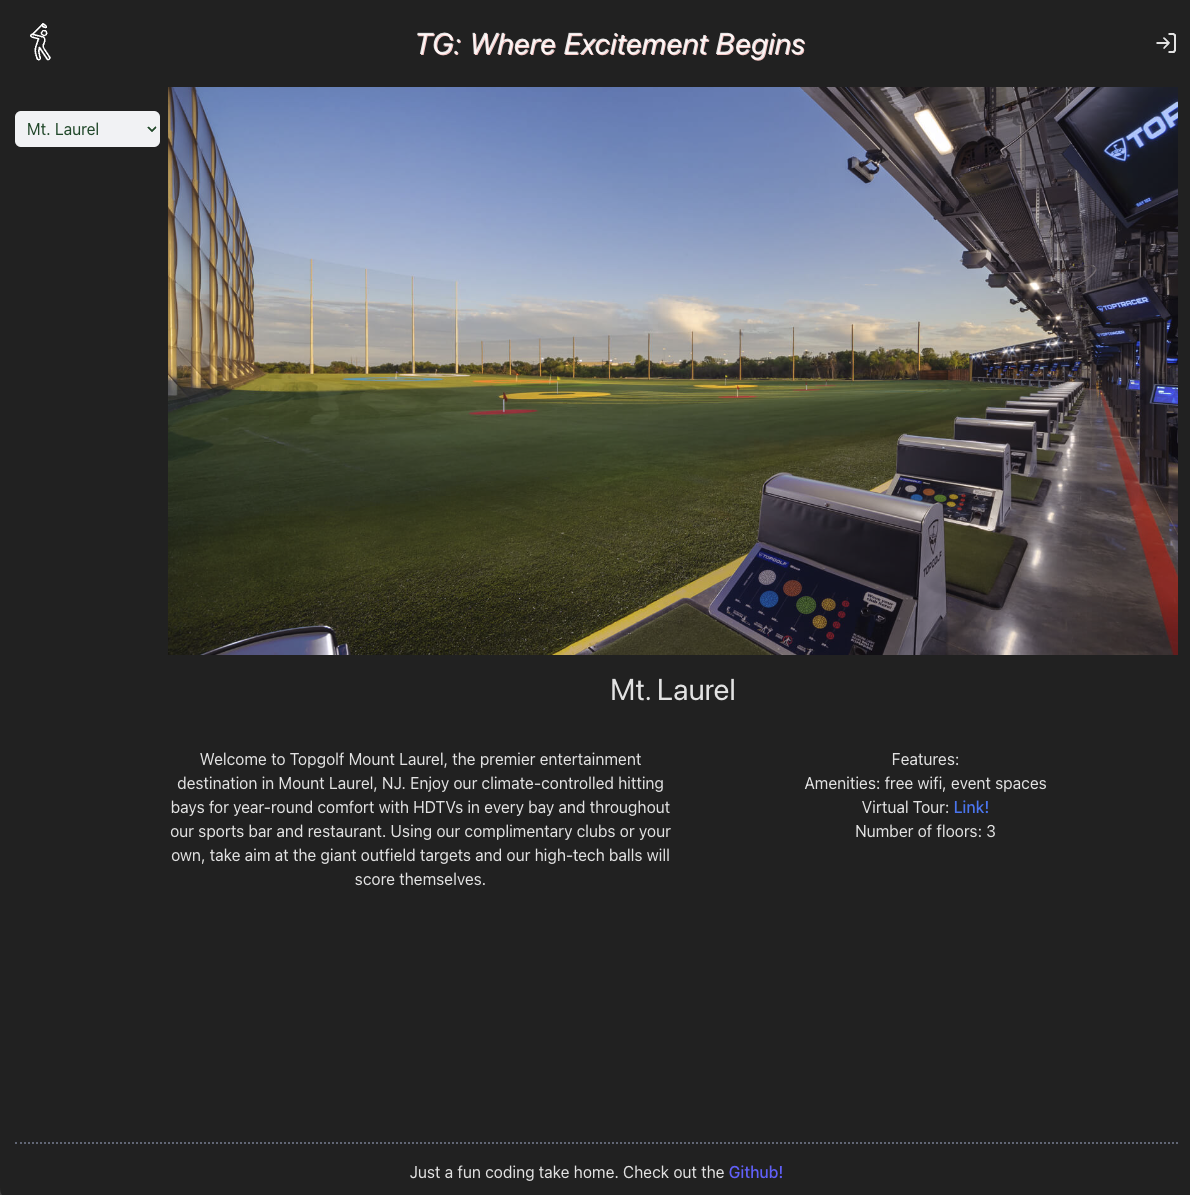 TG: Where Excitement Begins
Mt. Laurel
TOPTRACER
TOPGOLF
TOPGOLF
Mt. Laurel
Welcome to Topgolf Mount Laurel, the premier entertainment
destination in Mount Laurel, NJ. Enjoy our climate-controlled hitting
bays for year-round comfort with HDTVs in every bay and throughout
our sports bar and restaurant. Using our complimentary clubs or your
own, take aim at the giant outfield targets and our high-tech balls will
score themselves.
Features:
Amenities: free wifi, event spaces
Virtual Tour: Link!
Number of floors: 3
Just a fun coding take home. Check out the Github!